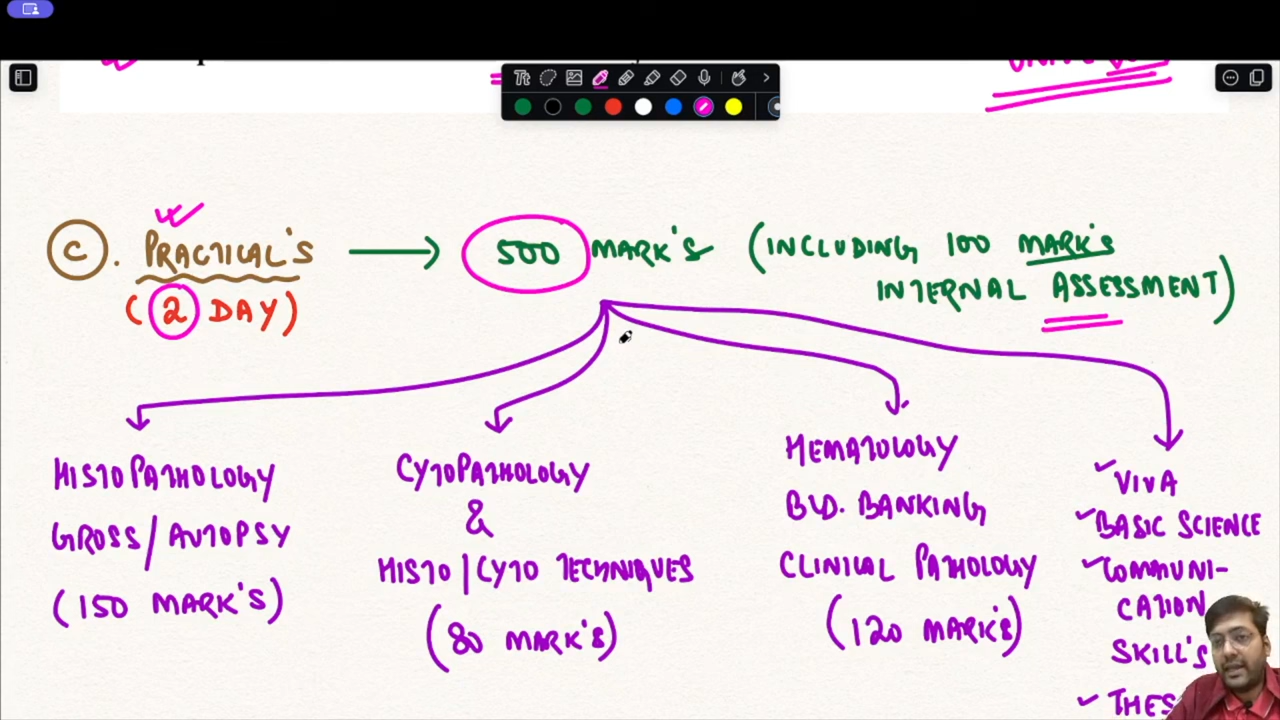 Tt
C. PRACTICAL'S → 500 MARK'S (INCLUDING 100 MARK'S
INTERNAL ASSESSMENT)
(2 DAY)
HISTOPATHOLOGY
GROSS/AUTOPSY
(150 MARK'S)
CYTOPATHOLOGY
&
HISTO/CYTO TECHNIQUES
(80 MARK'S)
HEMATOLOGY
BLD. BANKING
CLINICAL PATHOLOGY
(120 MARK'S)
VIVA
BASIC SCIENCE
COMMUNI-
CATION
SKILL'S